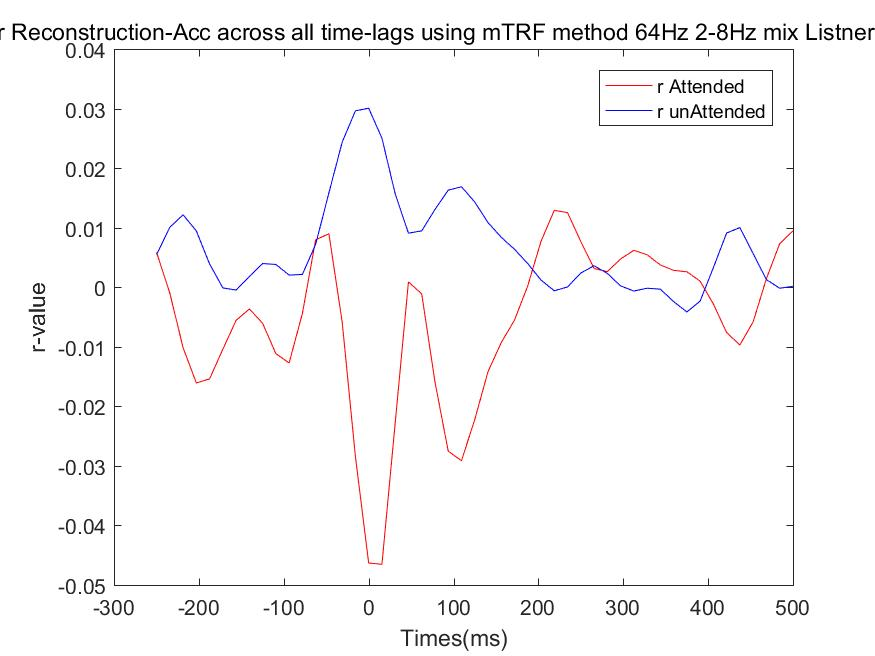 r Reconstruction-Acc across all time-lags using mTRF method 64Hz 2-8Hz mix Listner
0.04
0.03
0.02
0.01
0
-0.01
-0.02
-0.03
-0.04
-0.05
r-value
r Attended
r unAttended
-300 -200 -100 0 100 200 300 400 500
Times(ms)